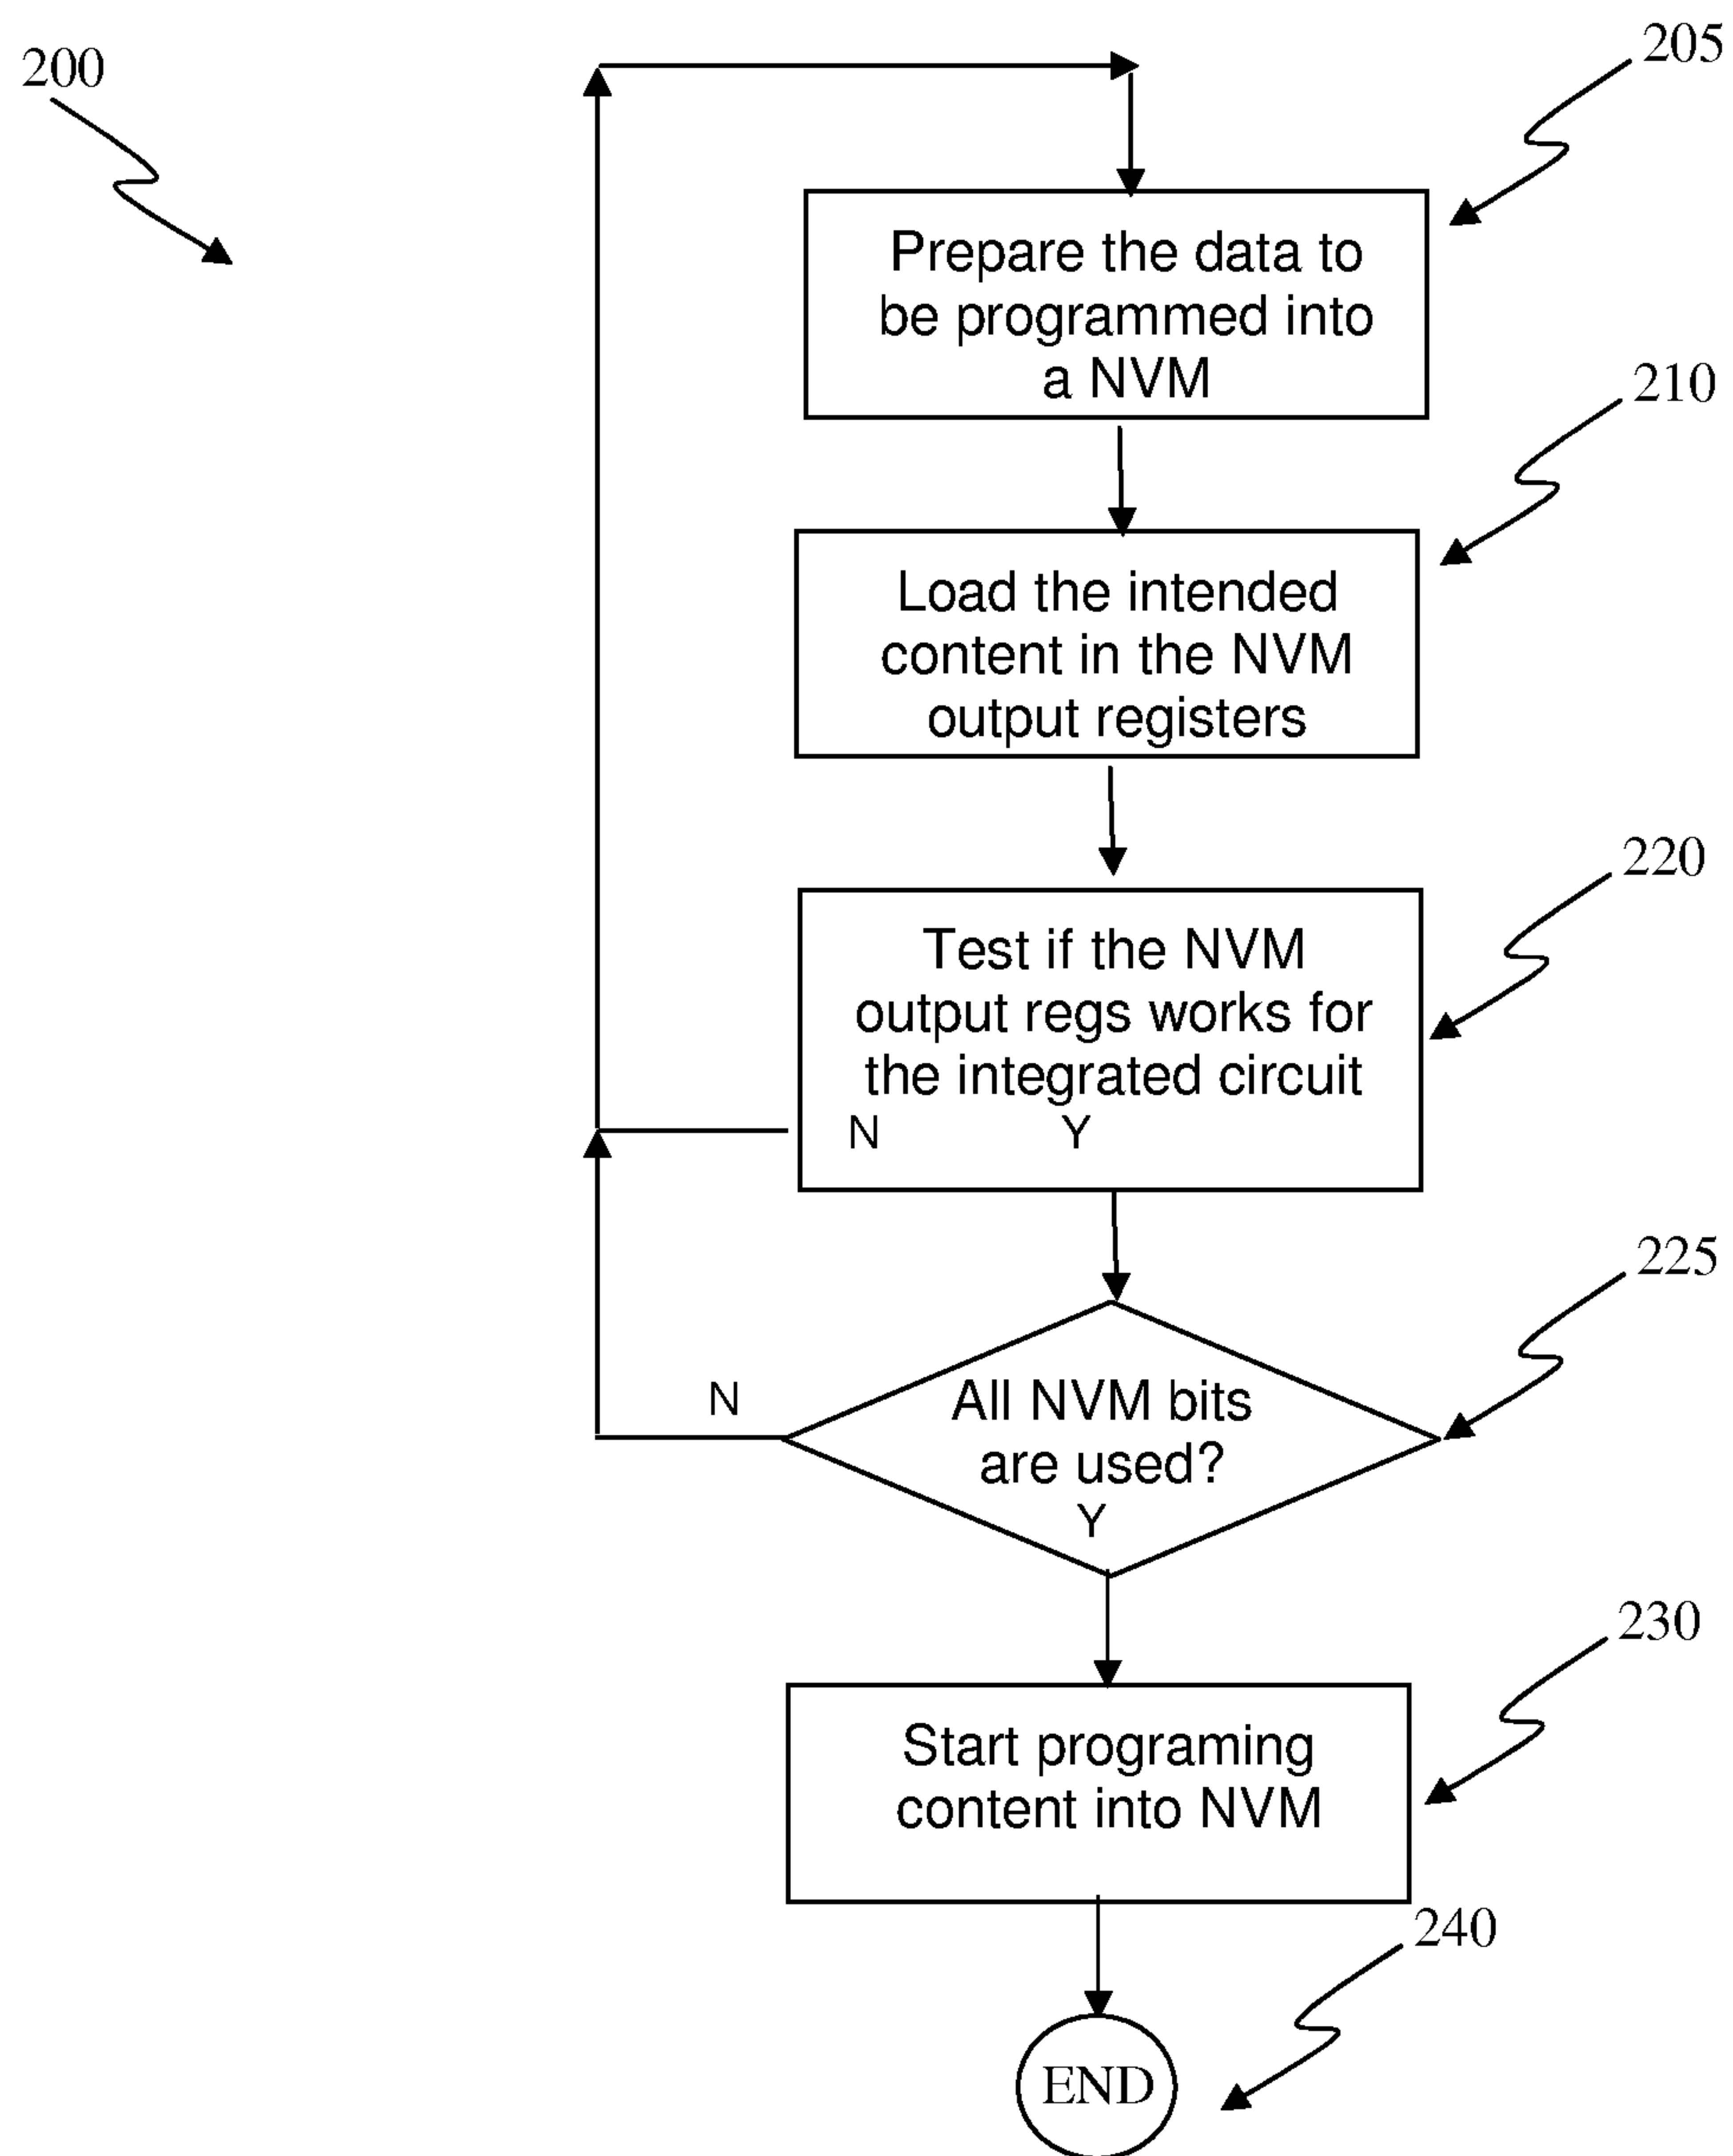 200
205
Prepare the data to
be programmed into
a NVM
210
Load the intended
content in the NVM
output registers
220
Test if the NVM
output regs works for
the integrated circuit
N Y
225
N
All NVM bits
are used?
Y
230
Start programing
content into NVM
240
END